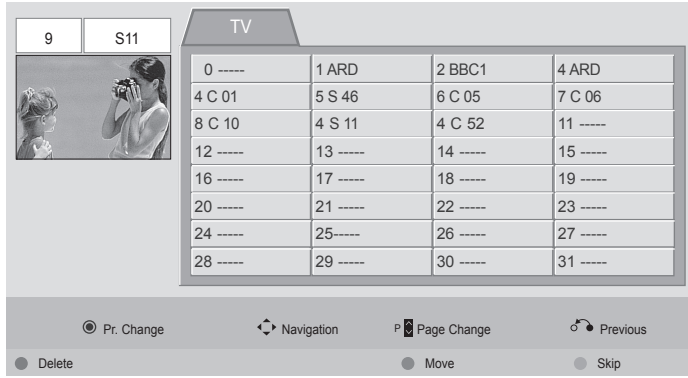 9 S11
TV
0 ----- 1 ARD 2 BBC1 4 ARD
4 C 01 5 S 46 6 C 05 7 C 06
8 C 10 4 S 11 4 C 52 11 -----
12 ----- 13 ----- 14 ----- 15 -----
16 ----- 17 ----- 18 ----- 19 -----
20 ----- 21 ----- 22 ----- 23 -----
24 ----- 25----- 26 ----- 27 -----
28 ----- 29 ----- 30 ----- 31 -----
Pr. Change Navigation P Page Change Previous
Delete Move Skip